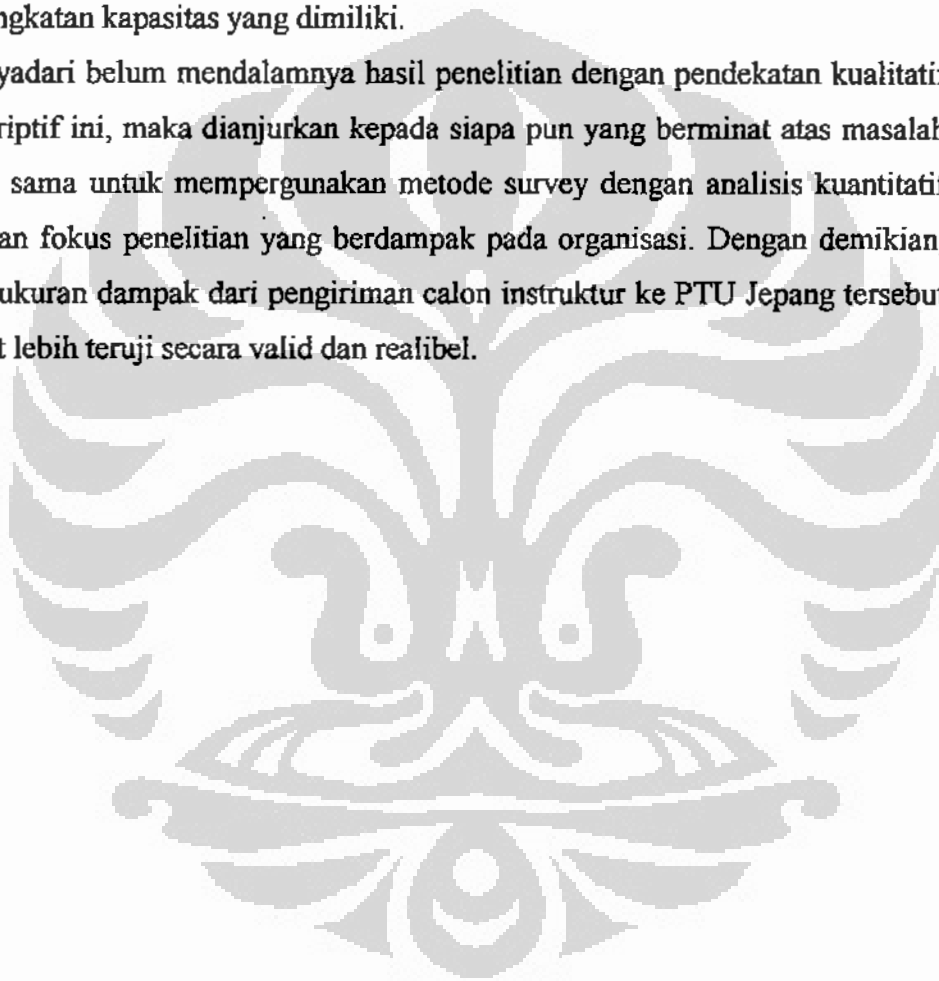 ngkatan kapasitas yang dimiliki.
yadari belum mendalamnya hasil penelitian dengan pendekatan kualitatif
riptif ini, maka dianjurkan kepada siapa pun yang berminat atas masalah
sama untuk mempergunakan metode survey dengan analisis kuantitatif
an fokus penelitian yang berdampak pada organisasi. Dengan demikian
ukuran dampak dari pengiriman calon instruktur ke PTU Jepang tersebut
t lebih teruji secara valid dan realibel.